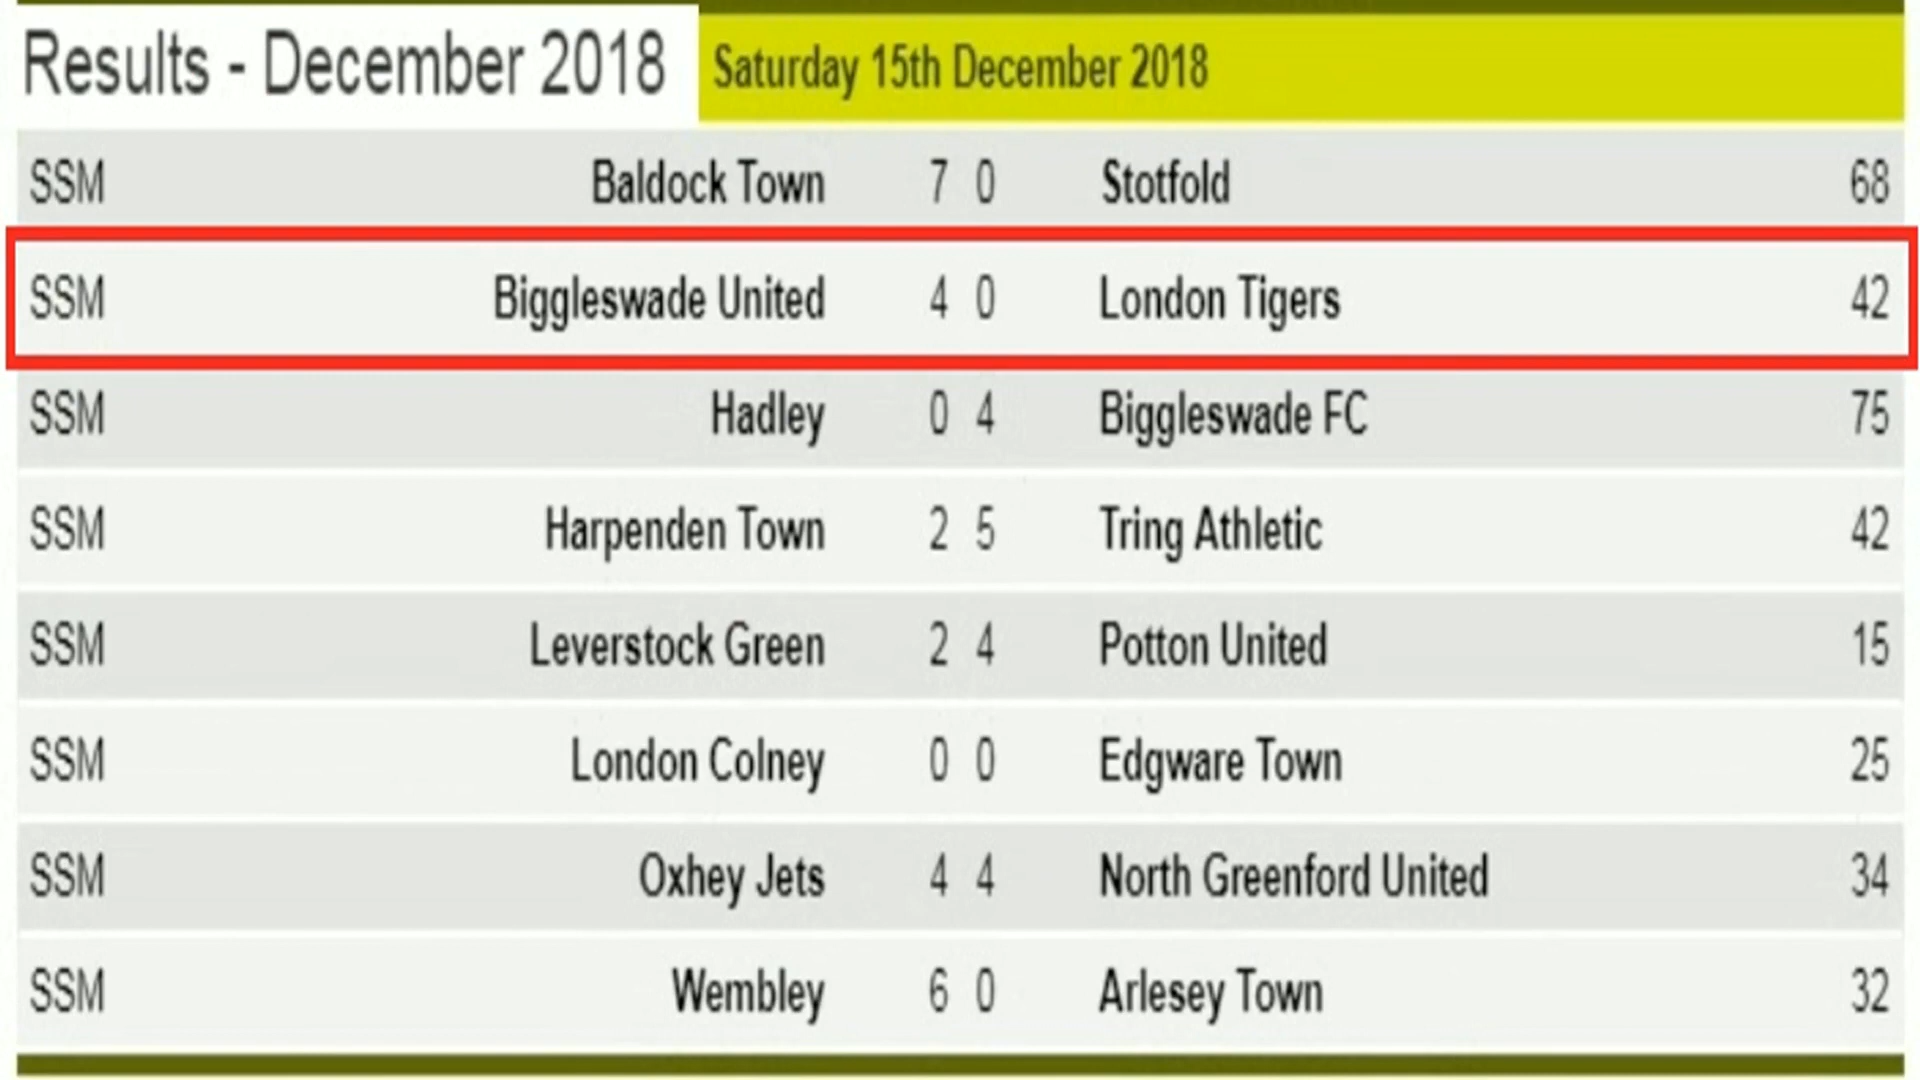 Results - December 2018
Saturday 15th December 2018
SSM Baldock Town 7 0 Stotfold 68
SSM Biggleswade United 4 0 London Tigers 42
SSM Hadley 0 4 Biggleswade FC 75
SSM Harpenden Town 2 5 Tring Athletic 42
SSM Leverstock Green 2 4 Potton United 15
SSM London Colney 0 0 Edgware Town 25
SSM Oxhey Jets 4 4 North Greenford United 34
SSM Wembley 6 0 Arlesey Town 32